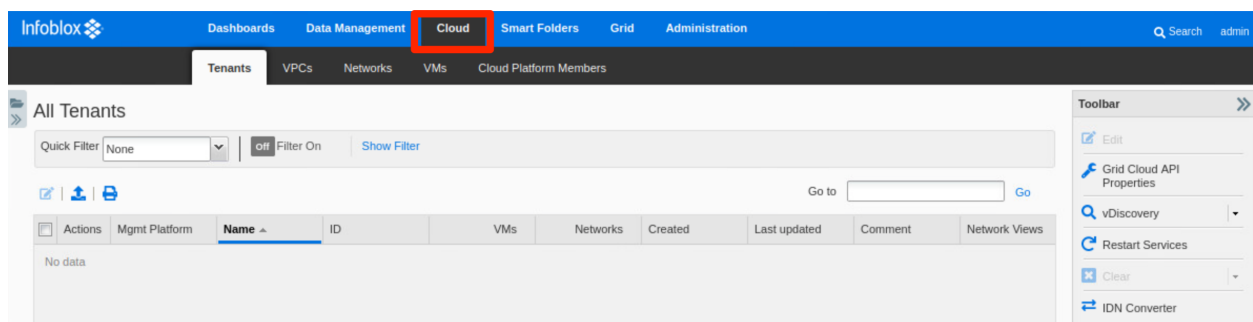 Infoblox Dashboards Data Management Cloud Smart Folders Grid Administration Search admin
Tenants VPCs Networks VMs Cloud Platform Members
All Tenants
Quick Filter None Off Filter On Show Filter
Go to Go
Actions Mgmt Platform Name ID VMs Networks Created Last updated Comment Network Views
No data
Toolbar
Edit
Grid Cloud API
Properties
vDiscovery
Restart Services
Clear
IDN Converter